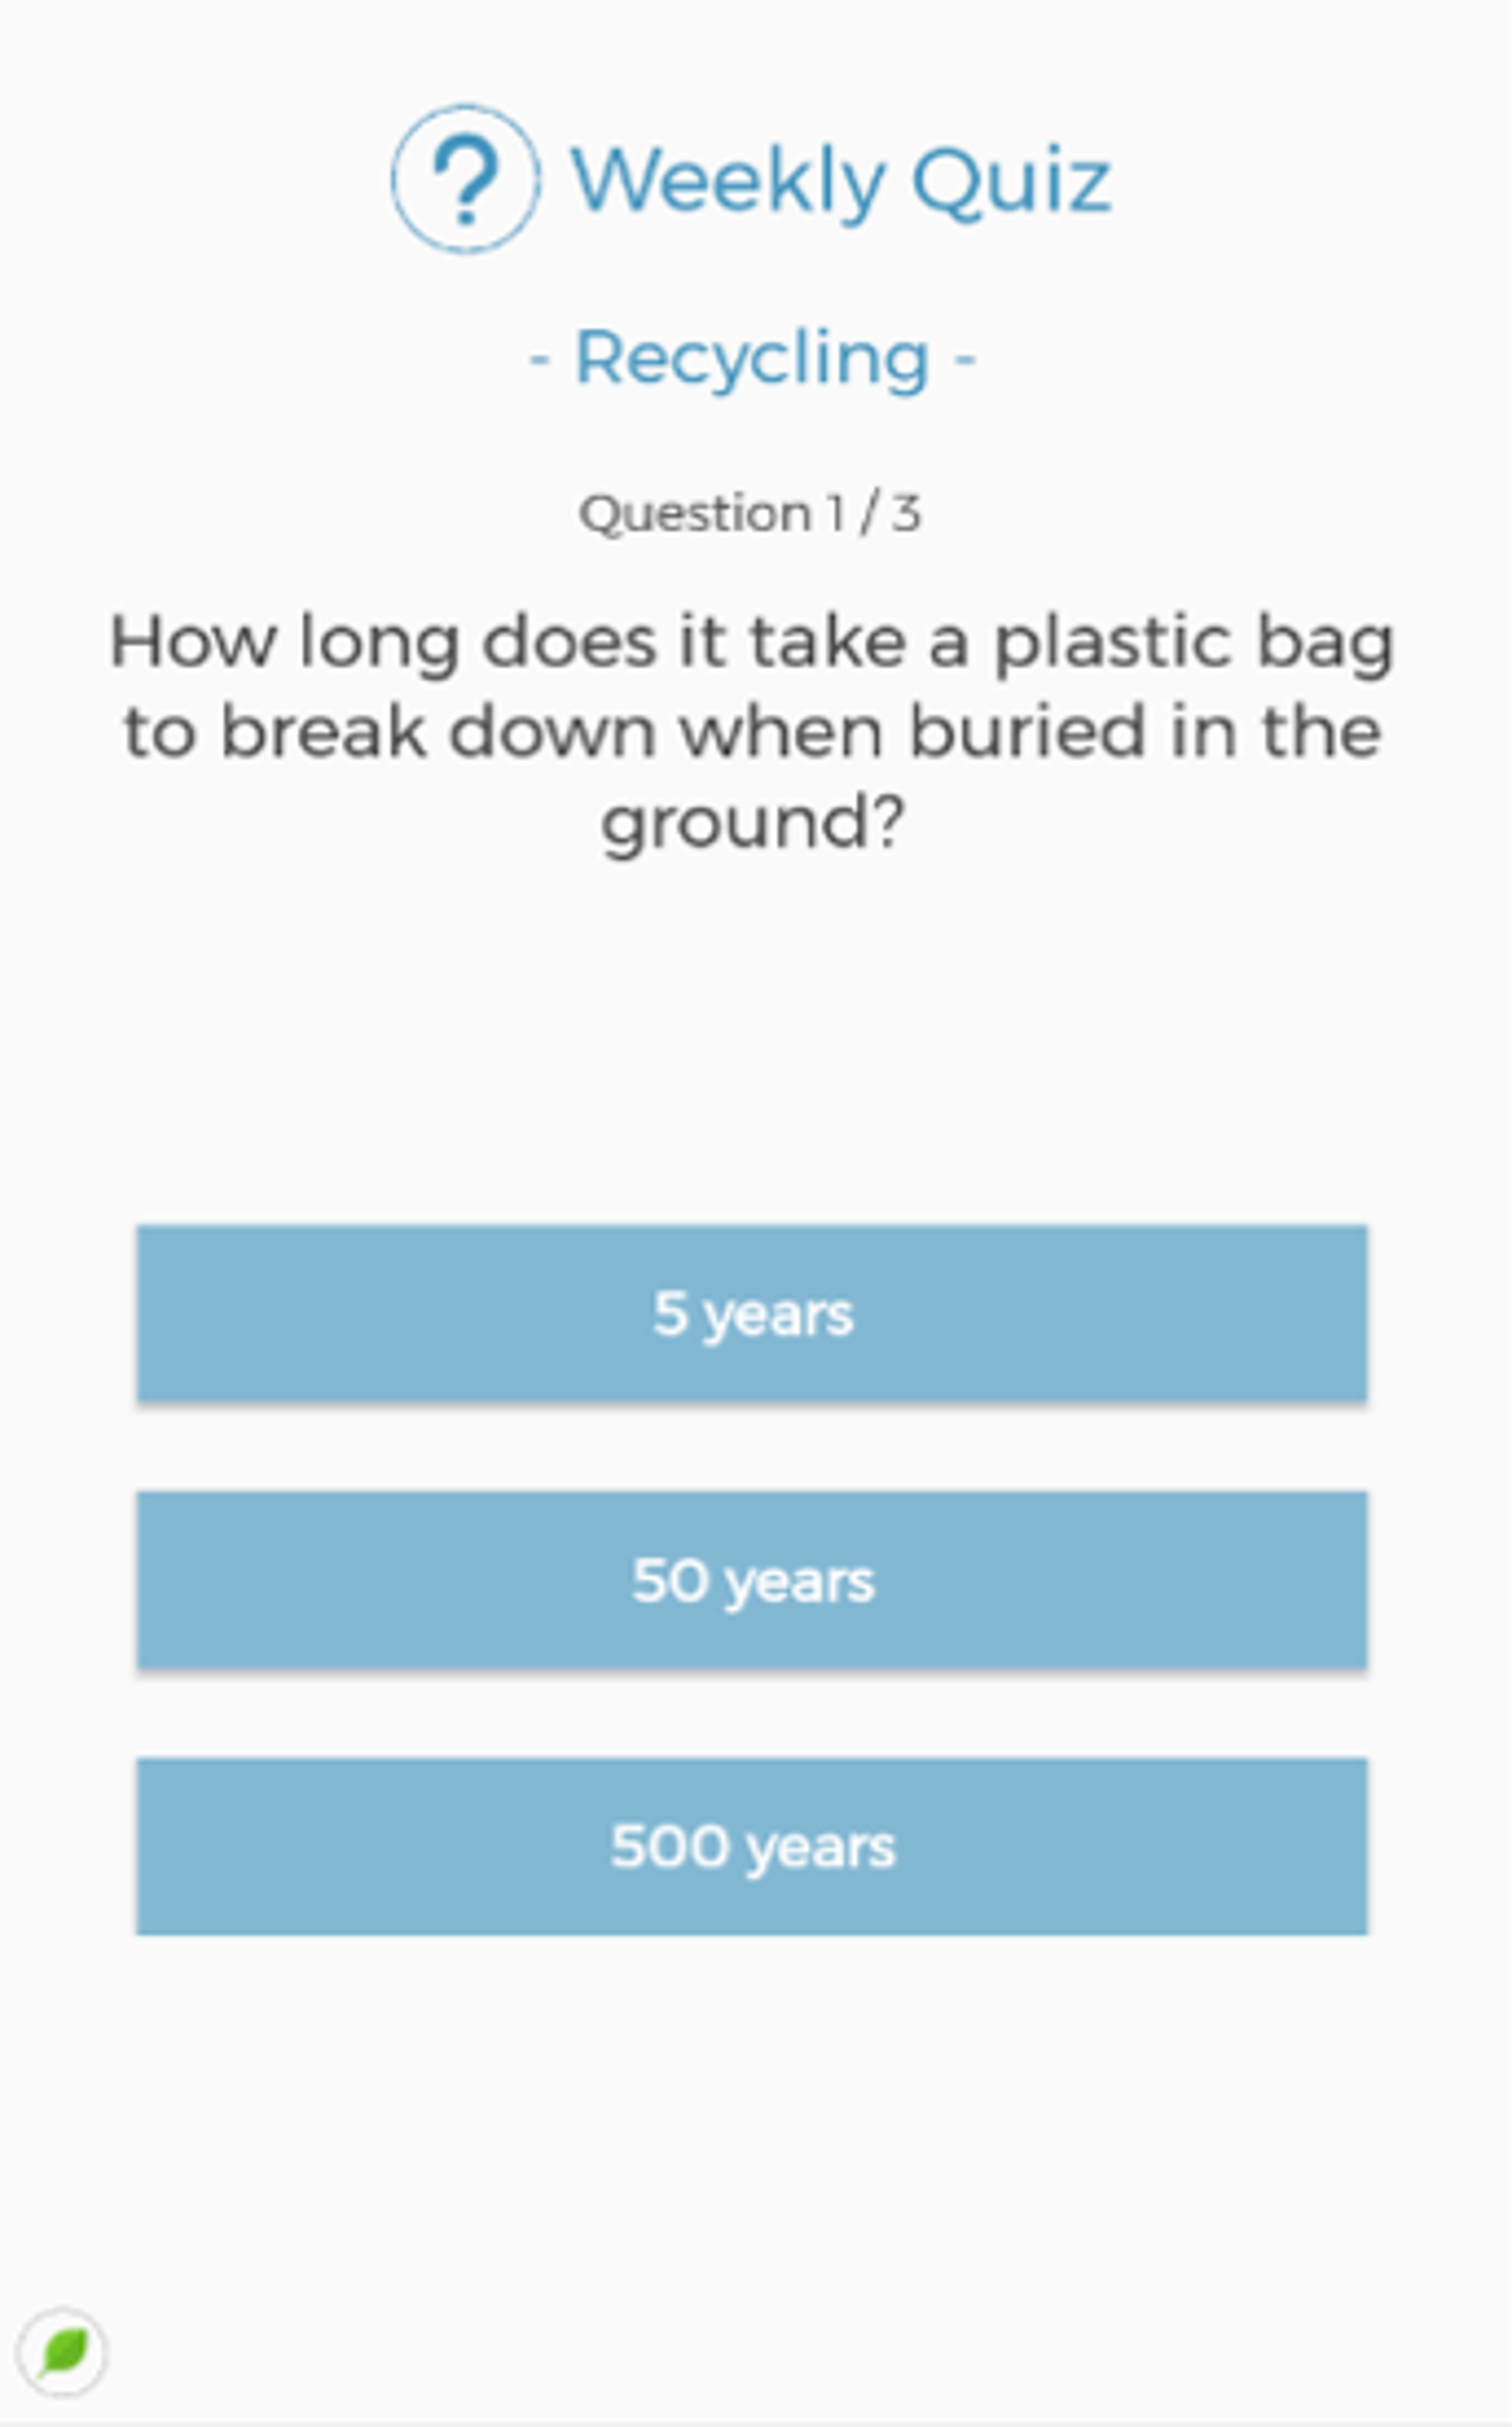 ? Weekly Quiz
- Recycling -
Question 1 / 3
How long does it take a plastic bag
to break down when buried in the
ground?
5 years
50 years
500 years